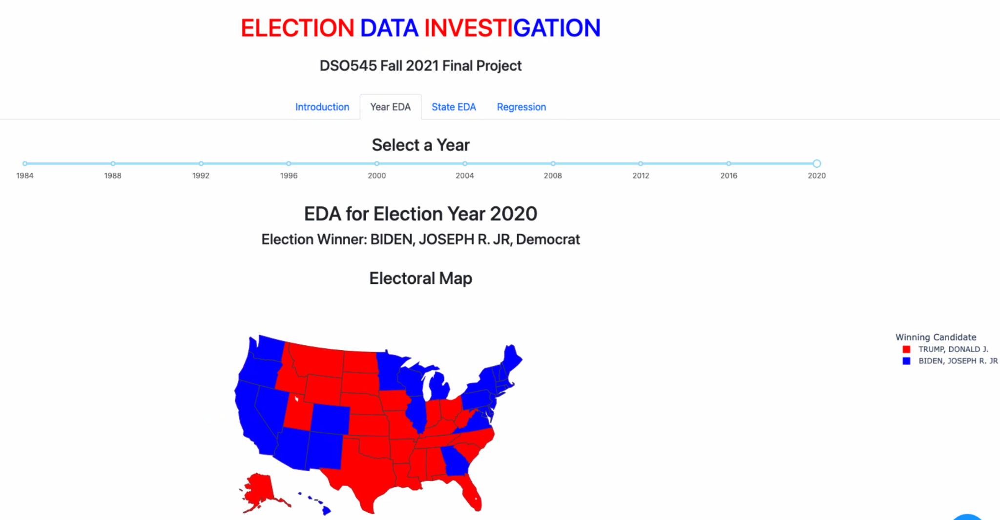 ELECTION DATA INVESTIGATION
DSO545 Fall 2021 Final Project
Introduction Year EDA State EDA Regression
Select a Year
1984 1988 1992 1996 2000 2004 2008 2012 2016 2020
EDA for Election Year 2020
Election Winner: BIDEN, JOSEPH R. JR, Democrat
Electoral Map
Winning Candidate
TRUMP, DONALD J.
BIDEN, JOSEPH R. JR